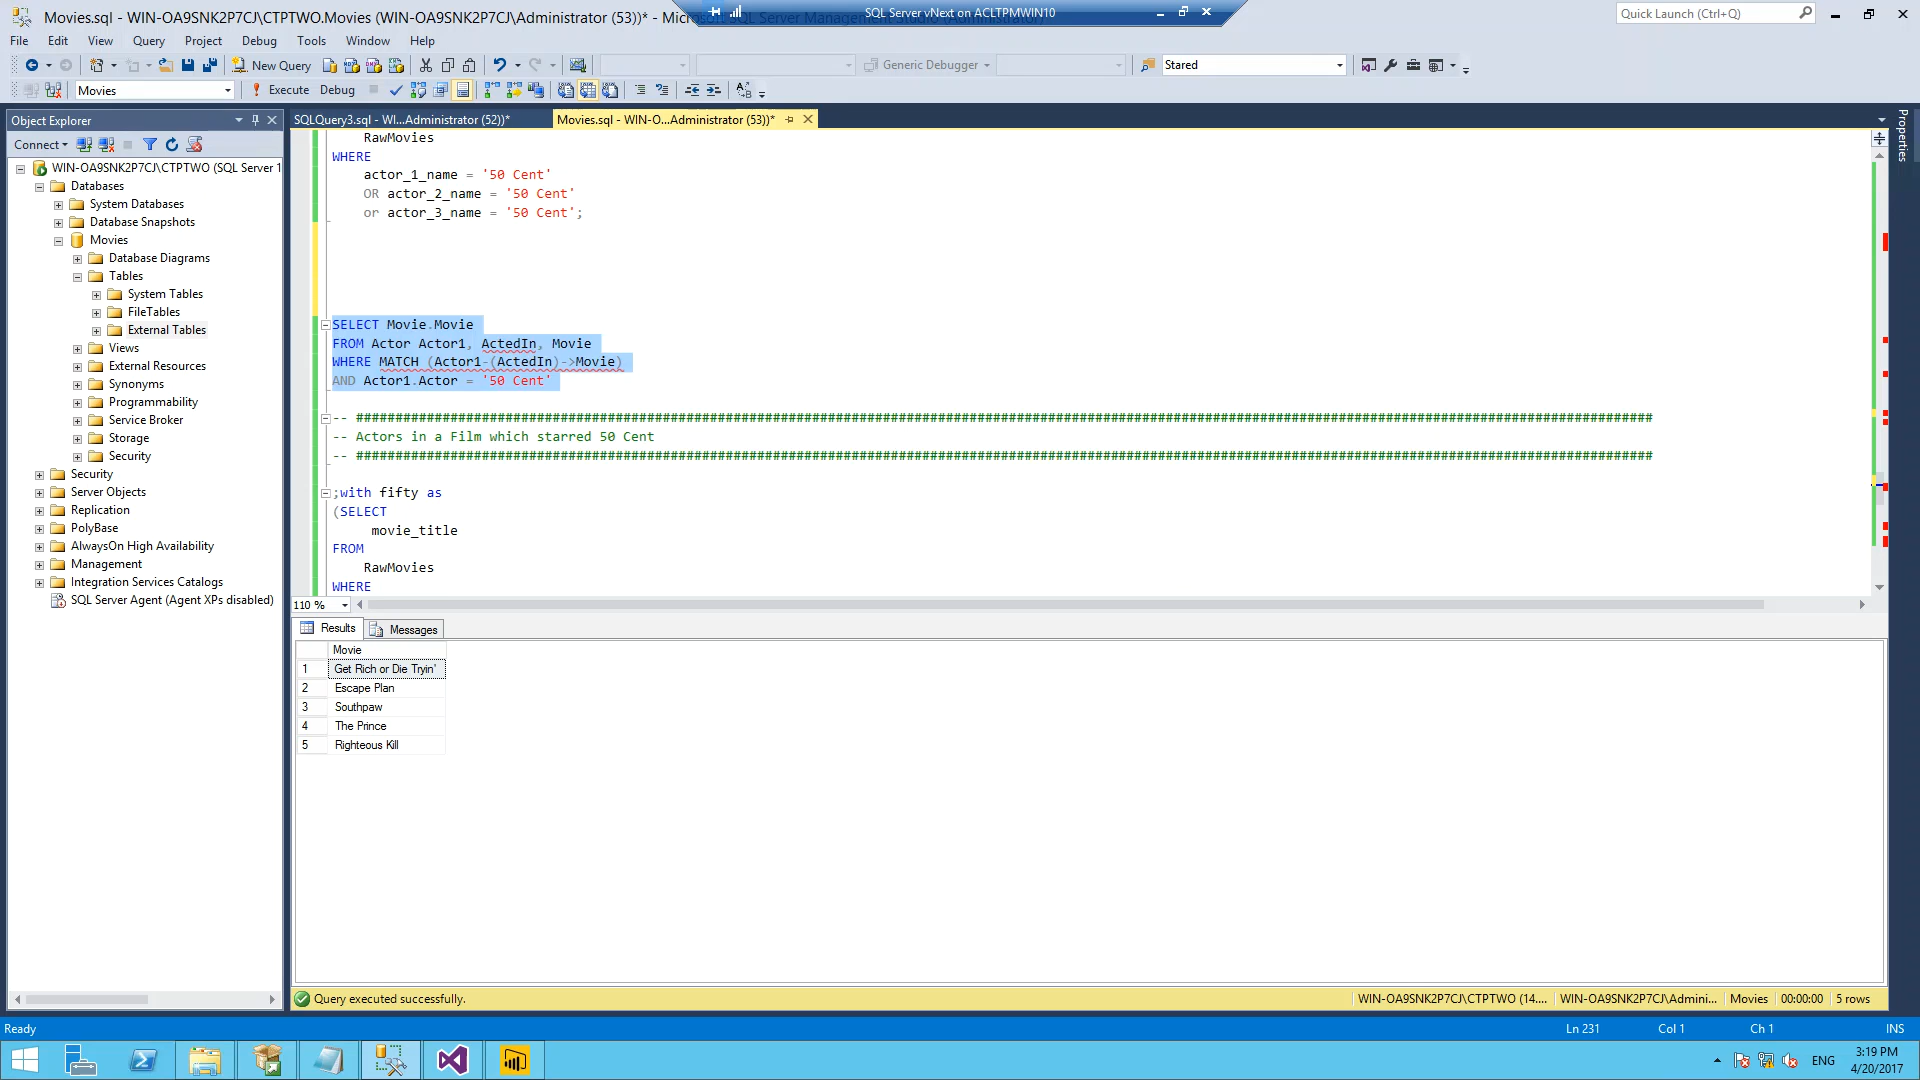 Movies.sql - WIN-OA9SNK2P7CJ\CTPTWO.Movies (WIN-OA9SNK2P7CJ\Administrator (53))* - Microsoft SQL Server Management Studio (Administrator)
SQL Server vNext on ACLTPMWIN10
Quick Launch (Ctrl+Q)
File Edit View Query Project Debug Tools Window Help
New Query
Generic Debugger
Stared
Movies
Execute Debug
Object Explorer
SQLQuery3.sql - WI...Administrator (52))*
Movies.sql - WIN-O...Administrator (53))*
Properties
Connect
WIN-OA9SNK2P7CJ\CTPTWO (SQL Server 1
Databases
System Databases
Database Snapshots
Movies
Database Diagrams
Tables
System Tables
FileTables
External Tables
Views
External Resources
Synonyms
Programmability
Service Broker
Storage
Security
Security
Server Objects
Replication
PolyBase
AlwaysOn High Availability
Management
Integration Services Catalogs
SQL Server Agent (Agent XPs disabled)
RawMovies
WHERE
actor_1_name = '50 Cent'
OR actor_2_name = '50 Cent'
or actor_3_name = '50 Cent';
SELECT Movie.Movie
FROM Actor Actor1, ActedIn, Movie
WHERE MATCH (Actor1-(ActedIn)->Movie)
AND Actor1.Actor = '50 Cent'
-- #####################################################################################################################################################################
-- Actors in a Film which starred 50 Cent
-- #####################################################################################################################################################################
;with fifty as
(SELECT
movie_title
FROM
RawMovies
WHERE
110 %
Results Messages
Movie
1 Get Rich or Die Tryin'
2 Escape Plan
3 Southpaw
4 The Prince
5 Righteous Kill
Query executed successfully.
WIN-OA9SNK2P7CJ\CTPTWO (14.... WIN-OA9SNK2P7CJ\Admini... Movies 00:00:00 5 rows
Ready
Ln 231 Col 1 Ch 1 INS
ENG
3:19 PM
4/20/2017